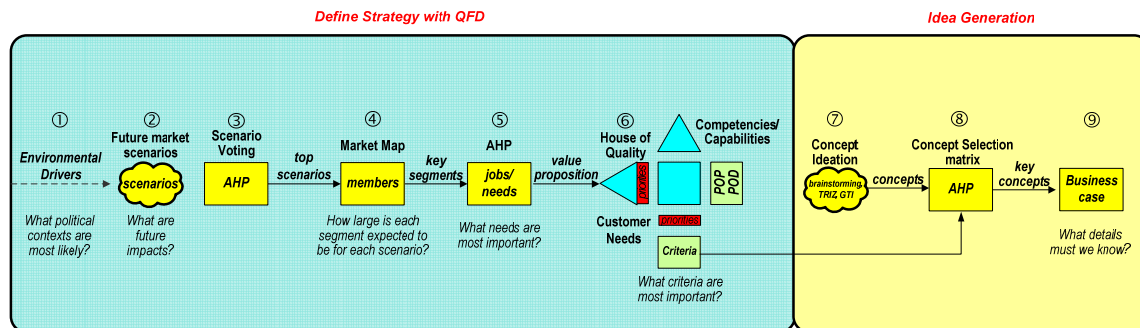 Define Strategy with QFD
Idea Generation
①
Environmental
Drivers
What political
contexts are
most likely?
②
Future market
scenarios
scenarios
What are
future
impacts?
③
Scenario
Voting
AHP
top
scenarios
④
Market Map
members
How large is each
segment expected to
be for each scenario?
key
segments
⑤
AHP
jobs/
needs
What needs are
most important?
value
proposition
⑥
House of
Quality
priorities
Competencies/
Capabilities
POP
POD
Customer
Needs
priorities
Criteria
What criteria are
most important?
⑦
Concept
Ideation
brainstorming,
TRIZ, GTI
concepts
⑧
Concept Selection
matrix
AHP
key
concepts
⑨
Business
case
What details
must we know?